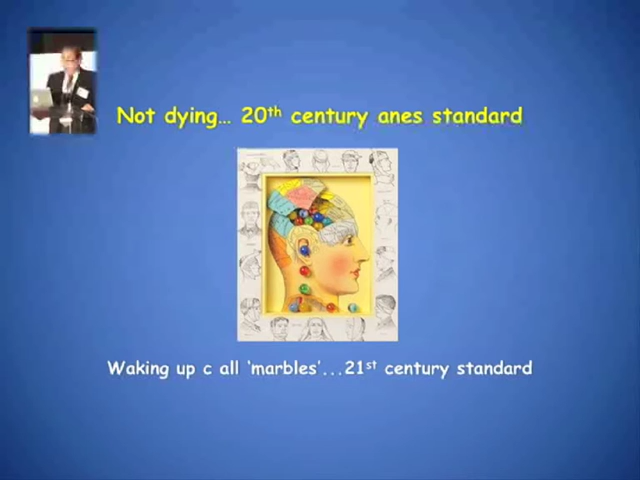 Not dying... 20th century anes standard
Waking up c all 'marbles'...21st century standard